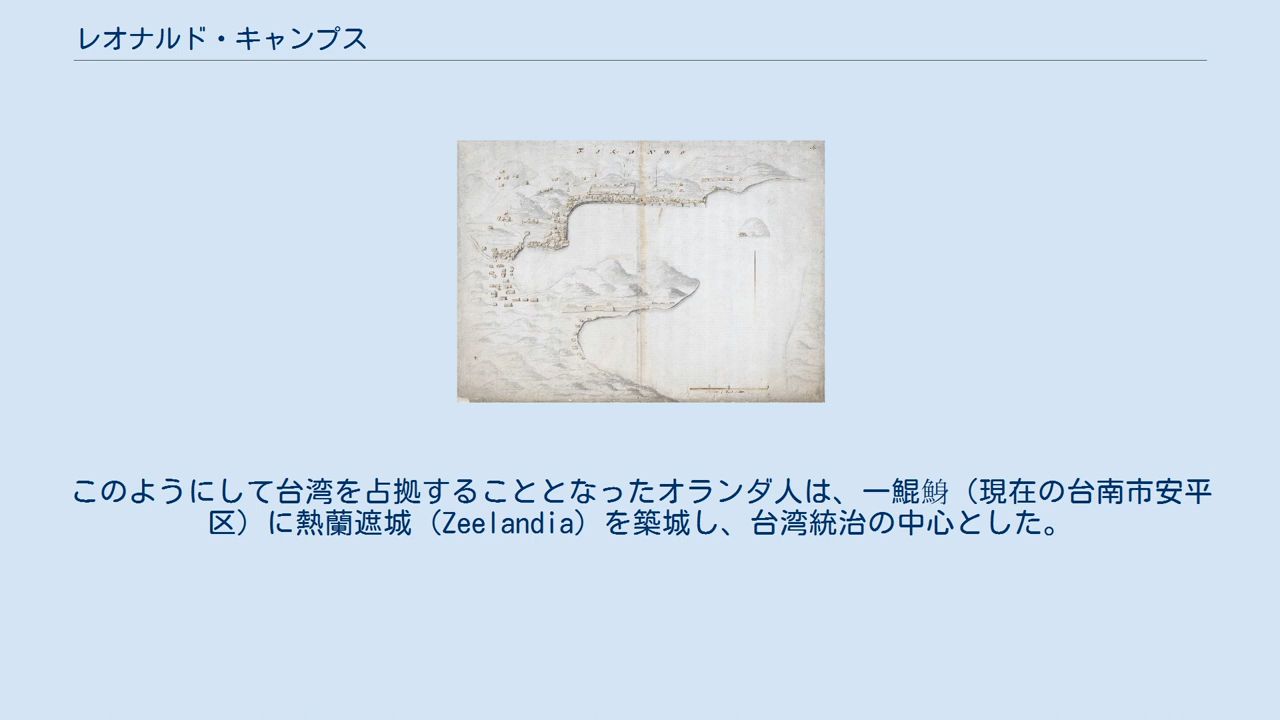 レオナルド・キャンプス
このようにして台湾を占拠することとなったオランダ人は、一鯤鯓（現在の台南市安平
区）に熱蘭遮城（Zeelandia）を築城し、台湾統治の中心とした。